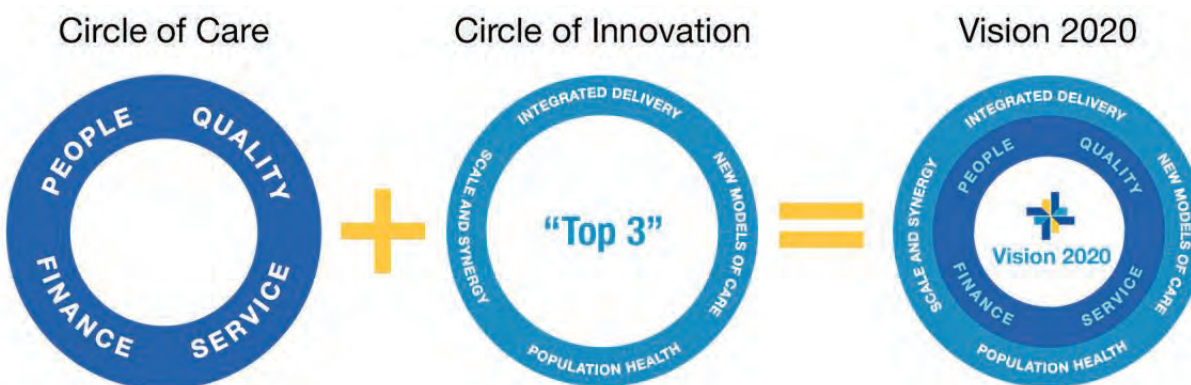 Circle of Care
PEOPLE
QUALITY
FINANCE
SERVICE
Circle of Innovation
INTEGRATED DELIVERY
SCALE AND SYNERGY
NEW MODELS OF CARE
POPULATION HEALTH
“Top 3”
Vision 2020
INTEGRATED DELIVERY
SCALE AND SYNERGY
NEW MODELS OF CARE
POPULATION HEALTH
PEOPLE
QUALITY
FINANCE
SERVICE
Vision 2020